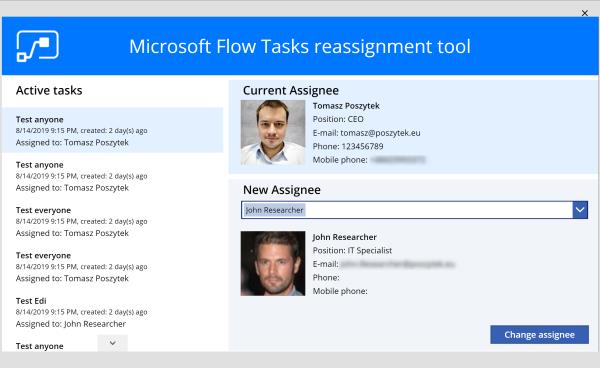 Microsoft Flow Tasks reassignment tool
Active tasks
Test anyone
8/14/2019 9:15 PM, created: 2 day(s) ago
Assigned to: Tomasz Poszytek
Test anyone
8/14/2019 9:15 PM, created: 2 day(s) ago
Assigned to: Tomasz Poszytek
Test everyone
8/14/2019 9:15 PM, created: 2 day(s) ago
Assigned to: Tomasz Poszytek
Test everyone
8/14/2019 9:15 PM, created: 2 day(s) ago
Assigned to: Tomasz Poszytek
Test Edi
8/14/2019 9:15 PM, created: 2 day(s) ago
Assigned to: John Researcher
Test anyone
Current Assignee
Tomasz Poszytek
Position: CEO
E-mail: tomasz@poszytek.eu
Phone: 123456789
Mobile phone:
New Assignee
John Researcher
John Researcher
Position: IT Specialist
E-mail:
Phone:
Mobile phone:
Change assignee